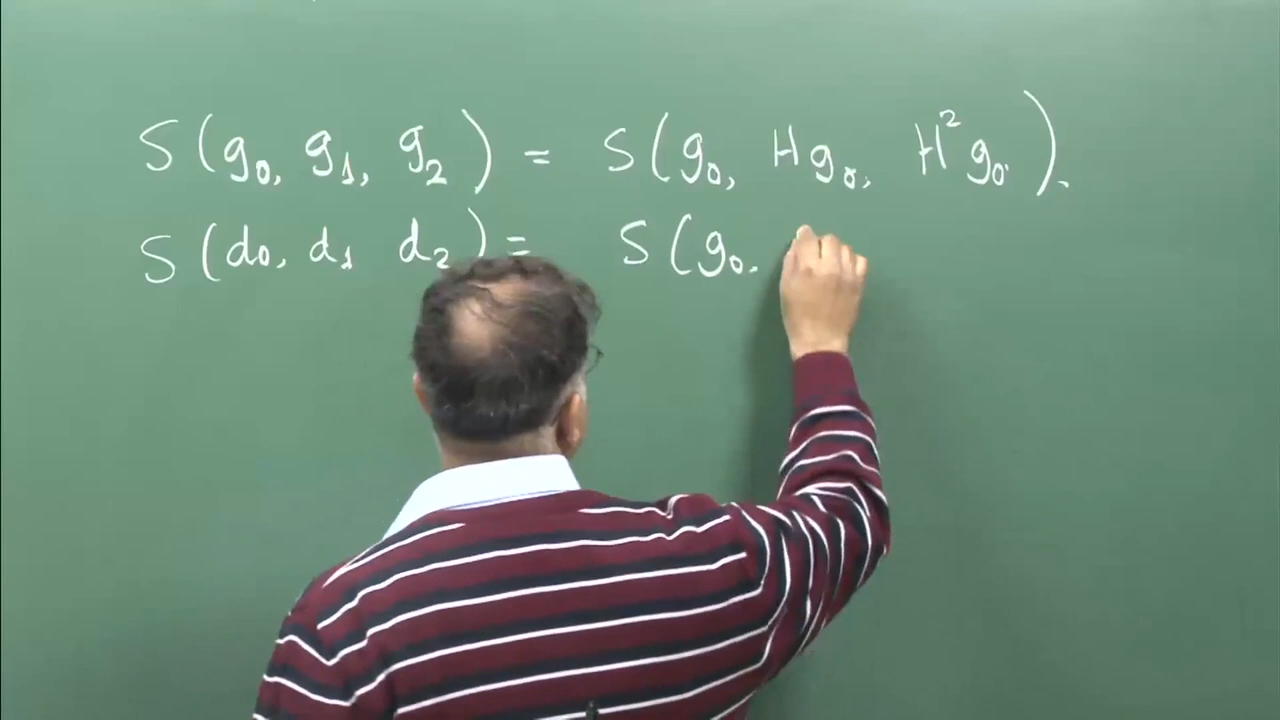 S(g₀, g₁, g₂) = S(g₀, Hg₀, H²g₀).
S(d₀, d₁ d₂) = S(g₀.